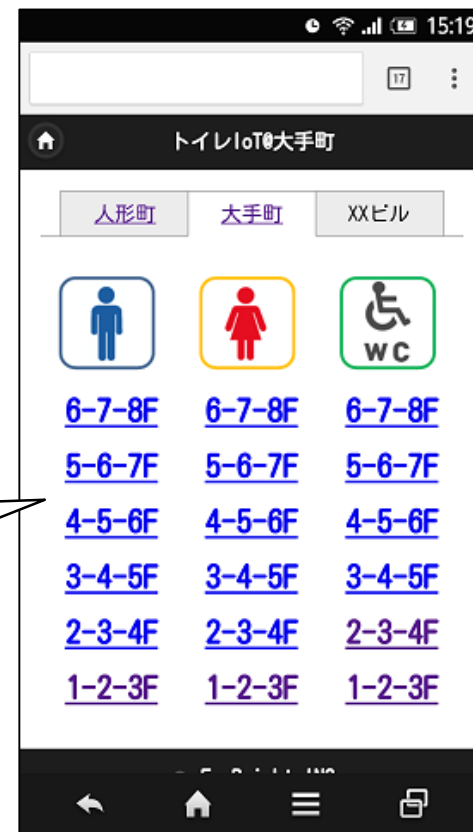 15:19
17
トイレIoT@大手町
人形町 大手町 XXビル
WC
6-7-8F 6-7-8F 6-7-8F
5-6-7F 5-6-7F 5-6-7F
4-5-6F 4-5-6F 4-5-6F
3-4-5F 3-4-5F 3-4-5F
2-3-4F 2-3-4F 2-3-4F
1-2-3F 1-2-3F 1-2-3F